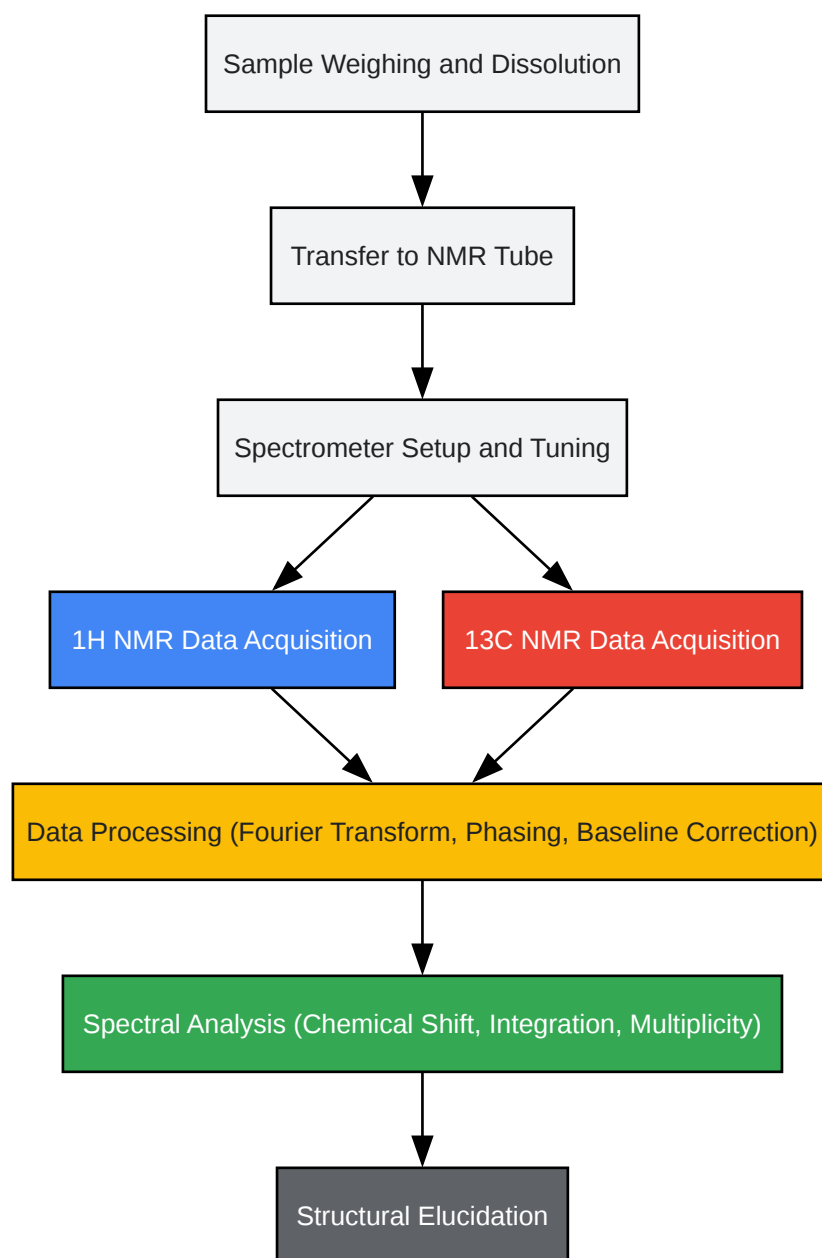 Sample Weighing and Dissolution
Transfer to NMR Tube
Spectrometer Setup and Tuning
1H NMR Data Acquisition
13C NMR Data Acquisition
Data Processing (Fourier Transform, Phasing, Baseline Correction)
Spectral Analysis (Chemical Shift, Integration, Multiplicity)
Structural Elucidation